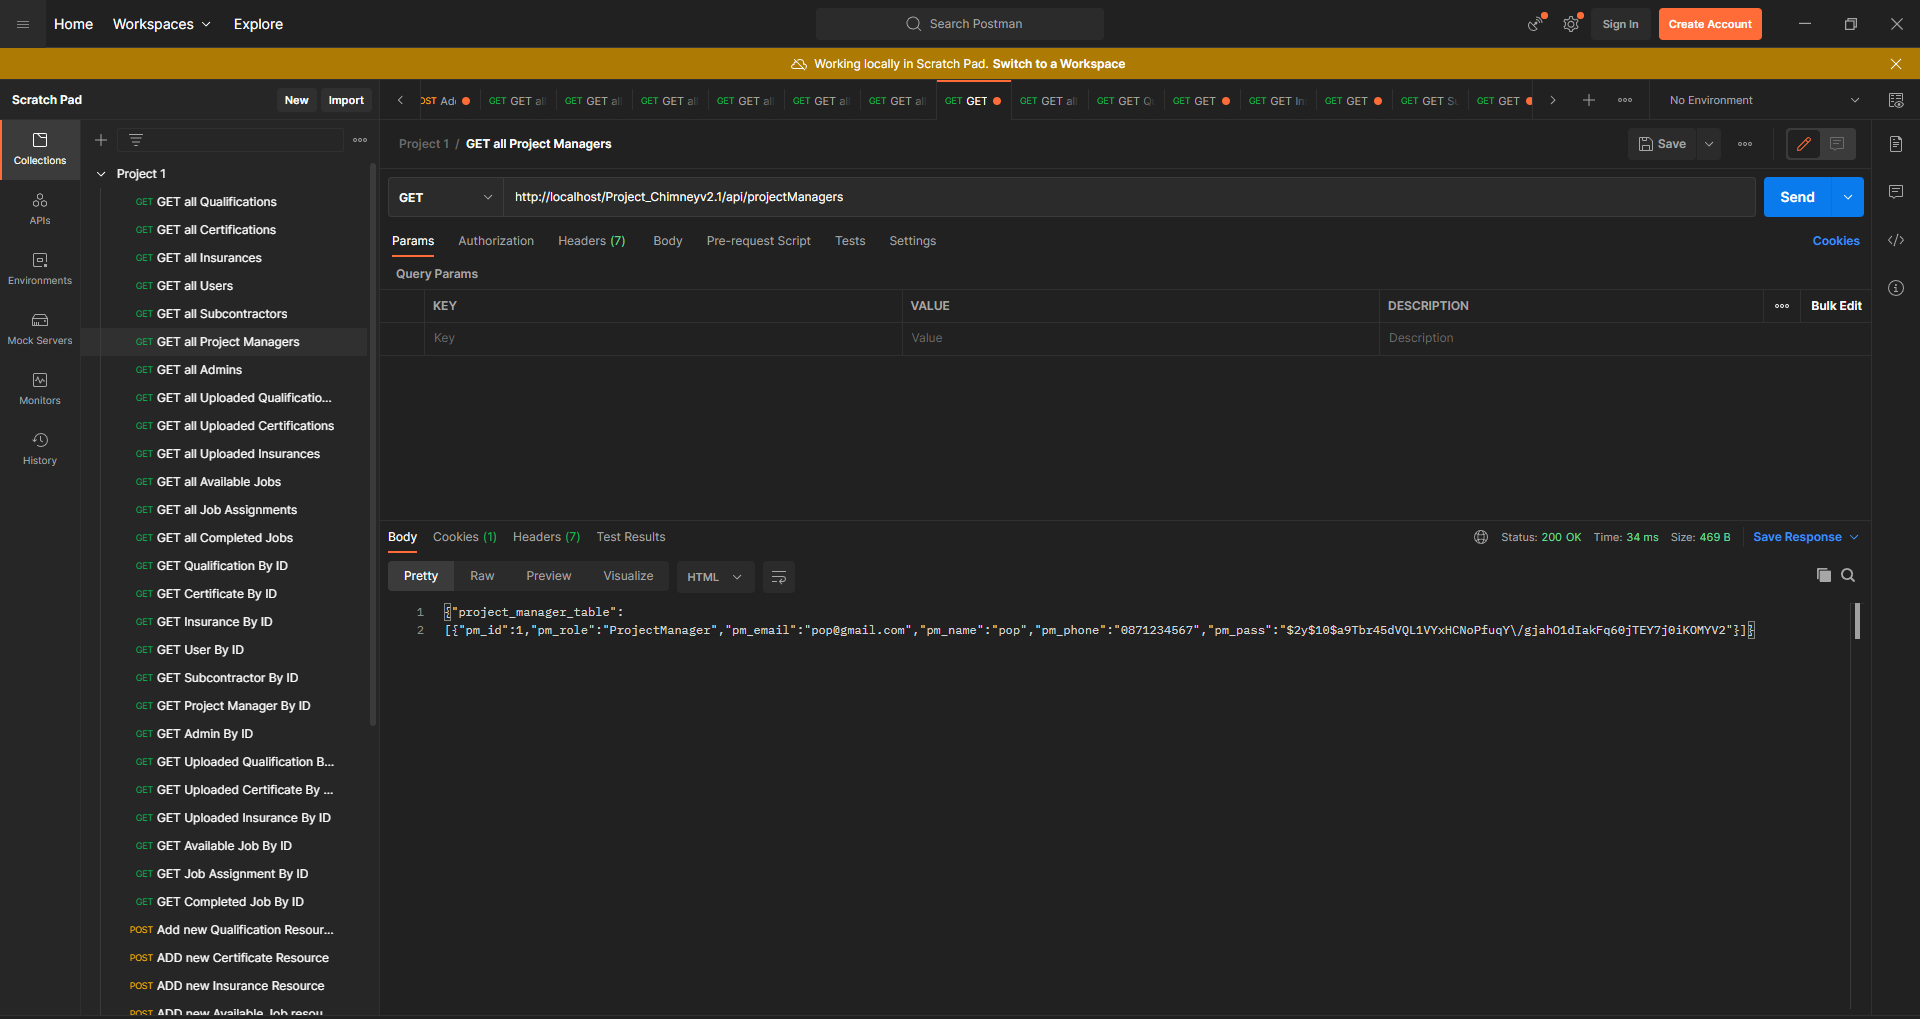 Home
Workspaces
Explore
Search Postman
Sign In
Create Account
Working locally in Scratch Pad. Switch to a Workspace
Scratch Pad
New
Import
OST Add
GET GET al
GET GET all
GET GET all
GET GET all
GET GET all
GET GET all
GET GET
GET GET all
GET GET Q
GET GET
GET GET In
GET GET
GET GET S
GET GET
No Environment
Collections
APIs
Environments
Mock Servers
Monitors
History
Project 1
GET GET all Qualifications
GET GET all Certifications
GET GET all Insurances
GET GET all Users
GET GET all Subcontractors
GET GET all Project Managers
GET GET all Admins
GET GET all Uploaded Qualificatio...
GET GET all Uploaded Certifications
GET GET all Uploaded Insurances
GET GET all Available Jobs
GET GET all Job Assignments
GET GET all Completed Jobs
GET GET Qualification By ID
GET GET Certificate By ID
GET GET Insurance By ID
GET GET User By ID
GET GET Subcontractor By ID
GET GET Project Manager By ID
GET GET Admin By ID
GET GET Uploaded Qualification B...
GET GET Uploaded Certificate By ...
GET GET Uploaded Insurance By ID
GET GET Available Job By ID
GET GET Job Assignment By ID
GET GET Completed Job By ID
POST Add new Qualification Resour...
POST ADD new Certificate Resource
POST ADD new Insurance Resource
POST ADD new Available Job resou
Project 1 / GET all Project Managers
Save
GET
http://localhost/Project_Chimneyv2.1/api/projectManagers
Send
Params
Authorization
Headers (7)
Body
Pre-request Script
Tests
Settings
Cookies
Query Params
KEY
VALUE
DESCRIPTION
Bulk Edit
Key
Value
Description
Body
Cookies (1)
Headers (7)
Test Results
Status: 200 OK
Time: 34 ms
Size: 469 B
Save Response
Pretty
Raw
Preview
Visualize
HTML
1 {"project_manager_table":
2 [{"pm_id":1,"pm_role":"ProjectManager","pm_email":"pop@gmail.com","pm_name":"pop","pm_phone":"0871234567","pm_pass":"$2y$10$a9Tbr45dVQL1VYxHCNoPfuqY\/gjahO1dIakFq60jTEY7j0iKOMYV2"}]}